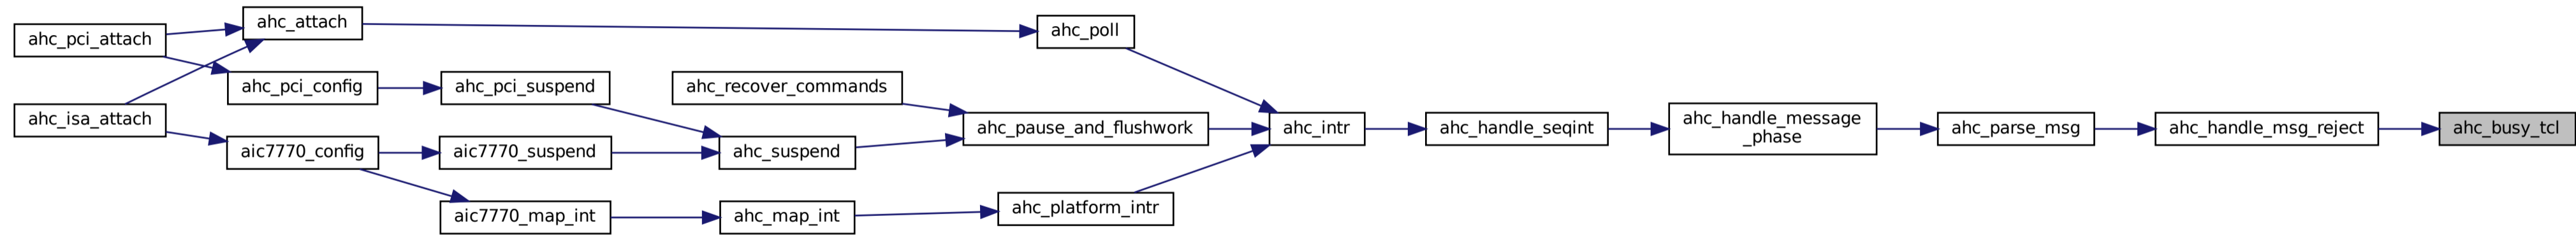 ahc_pci_attach
ahc_isa_attach
ahc_attach
ahc_pci_config
aic7770_config
ahc_pci_suspend
aic7770_suspend
aic7770_map_int
ahc_recover_commands
ahc_suspend
ahc_map_int
ahc_poll
ahc_pause_and_flushwork
ahc_platform_intr
ahc_intr
ahc_handle_seqint
ahc_handle_message
_phase
ahc_parse_msg
ahc_handle_msg_reject
ahc_busy_tcl